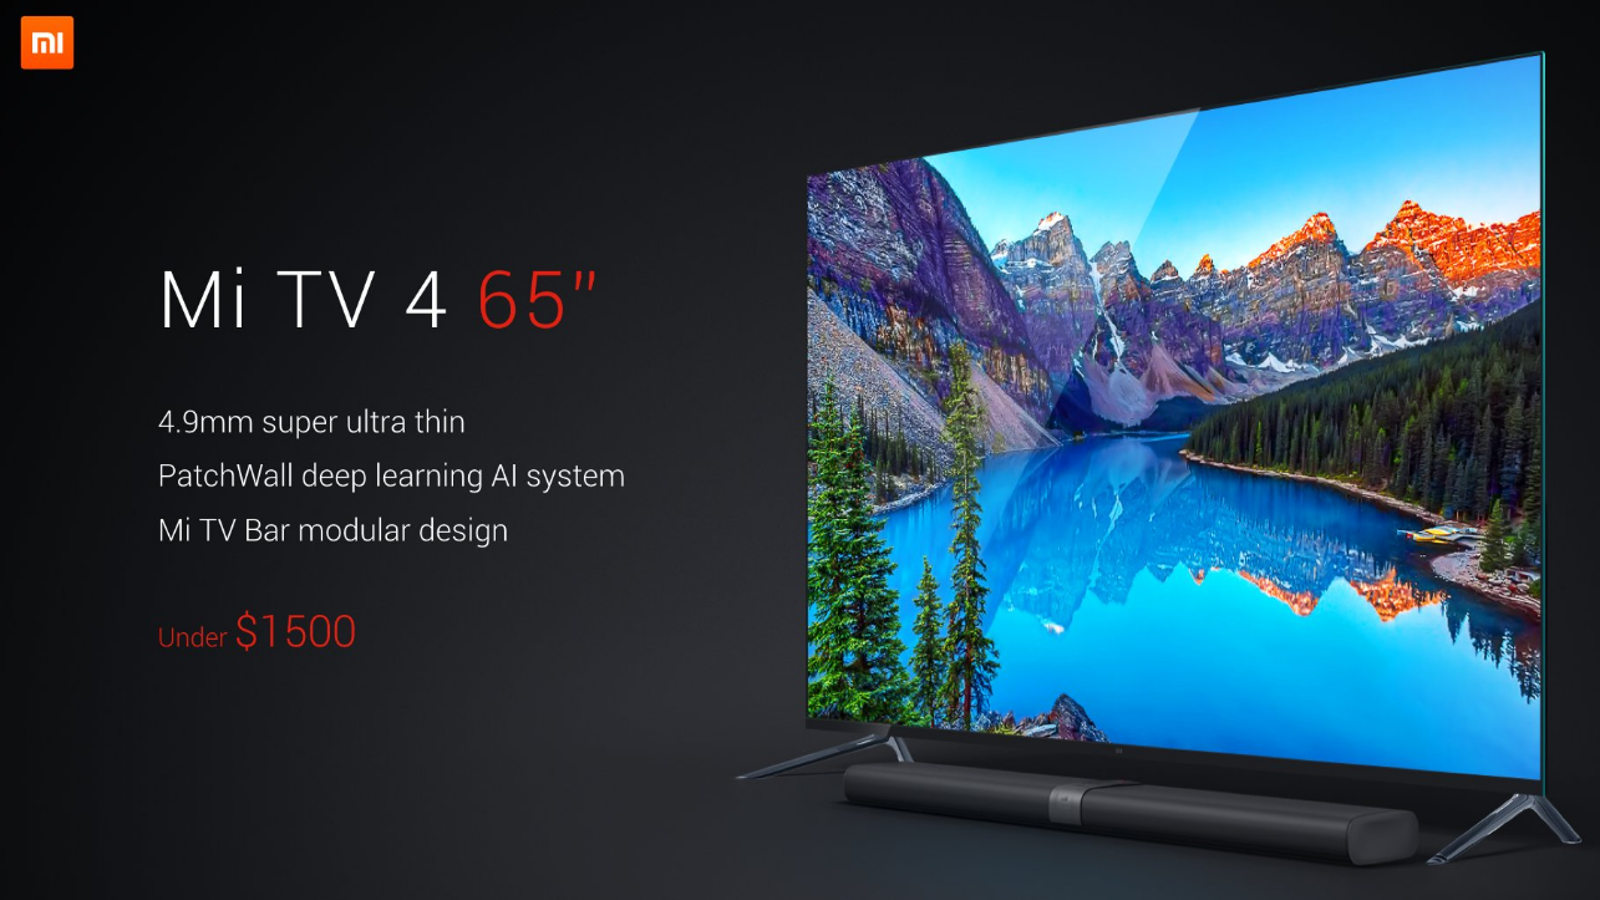 mi
Mi TV 4 65"
4.9mm super ultra thin
PatchWall deep learning AI system
Mi TV Bar modular design
Under $1500